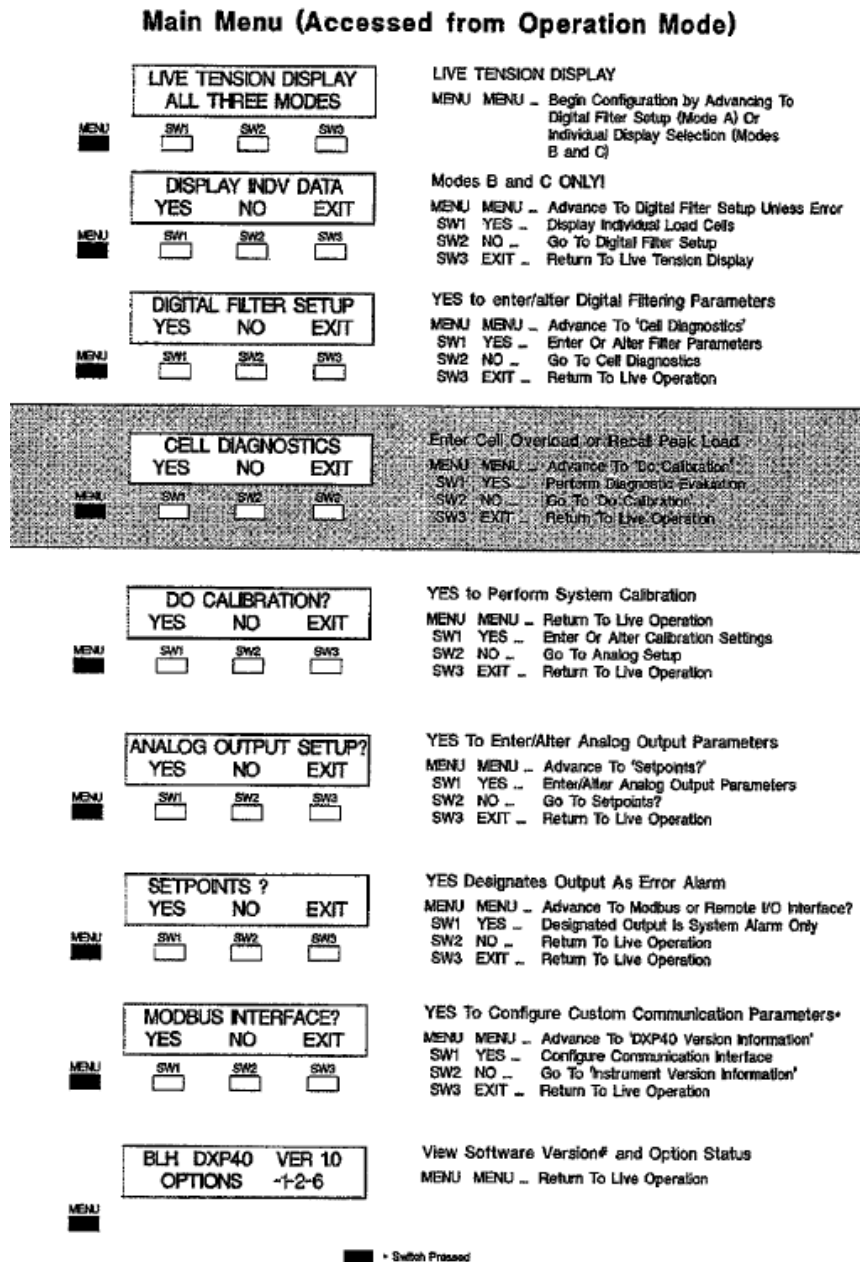 Main Menu (Accessed from Operation Mode)
LIVE TENSION DISPLAY
ALL THREE MODES
MENU SW1 SW2 SW3
LIVE TENSION DISPLAY
MENU MENU – Begin Configuration by Advancing To
Digital Filter Setup (Mode A) Or
Individual Display Selection (Modes
B and C)
DISPLAY INDV DATA
YES NO EXIT
MENU SW1 SW2 SW3
Modes B and C ONLY!
MENU MENU – Advance To Digital Filter Setup Unless Error
SW1 YES – Display Individual Load Cells
SW2 NO – Go To Digital Filter Setup
SW3 EXIT – Return To Live Tension Display
DIGITAL FILTER SETUP
YES NO EXIT
MENU SW1 SW2 SW3
YES to enter/alter Digital Filtering Parameters
MENU MENU – Advance To 'Cell Diagnostics'
SW1 YES – Enter Or Alter Filter Parameters
SW2 NO – Go To Cell Diagnostics
SW3 EXIT – Return To Live Operation
CELL DIAGNOSTICS
YES NO EXIT
MENU SW1 SW2 SW3
Enter Cell Overload or Recall Peak Load
MENU MENU – Advance To 'Do Calibration'
SW1 YES – Perform Diagnostic Evaluation
SW2 NO – Go To 'Do Calibration'
SW3 EXIT – Return To Live Operation
DO CALIBRATION?
YES NO EXIT
MENU SW1 SW2 SW3
YES to Perform System Calibration
MENU MENU – Return To Live Operation
SW1 YES – Enter Or Alter Calibration Settings
SW2 NO – Go To Analog Setup
SW3 EXIT – Return To Live Operation
ANALOG OUTPUT SETUP?
YES NO EXIT
MENU SW1 SW2 SW3
YES To Enter/Alter Analog Output Parameters
MENU MENU – Advance To 'Setpoints?'
SW1 YES – Enter/Alter Analog Output Parameters
SW2 NO – Go To Setpoints?
SW3 EXIT – Return To Live Operation
SETPOINTS ?
YES NO EXIT
MENU SW1 SW2 SW3
YES Designates Output As Error Alarm
MENU MENU – Advance To Modbus or Remote I/O Interface?
SW1 YES – Designated Output Is System Alarm Only
SW2 NO – Return To Live Operation
SW3 EXIT – Return To Live Operation
MODBUS INTERFACE?
YES NO EXIT
MENU SW1 SW2 SW3
YES To Configure Custom Communication Parameters*
MENU MENU – Advance To 'DXP40 Version Information'
SW1 YES – Configure Communication Interface
SW2 NO – Go To 'Instrument Version Information'
SW3 EXIT – Return To Live Operation
BLH DXP40 VER 1.0
OPTIONS -1-2-6
MENU
View Software Version# and Option Status
MENU MENU – Return To Live Operation
• Switch Pressed